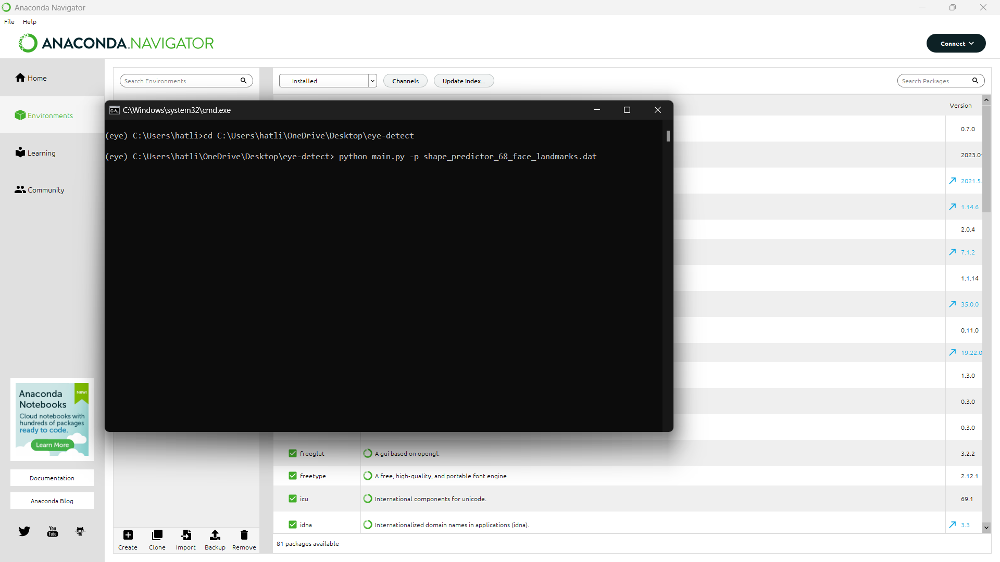 Anaconda Navigator
File Help
ANACONDA.NAVIGATOR
Connect
Home
Environments
Learning
Community
Anaconda Notebooks
New!
Cloud notebooks with
hundreds of packages
ready to code.
Learn More
Documentation
Anaconda Blog
You
Tube
Search Environments
Installed
Channels
Update index...
Search Packages
C:\Windows\system32\cmd.exe
(eye) C:\Users\hatli>cd C:\Users\hatli\OneDrive\Desktop\eye-detect
(eye) C:\Users\hatli\OneDrive\Desktop\eye-detect> python main.py -p shape_predictor_68_face_landmarks.dat
Version
0.7.0
2023.0
2021.5.
1.14.6
2.0.4
7.1.2
1.1.14
35.0.0
0.11.0
19.22.0
1.3.0
0.3.0
0.3.0
freeglut A gui based on opengl. 3.2.2
freetype A free, high-quality, and portable font engine 2.12.1
icu International components for unicode. 69.1
idna Internationalized domain names in applications (idna). 3.3
Create Clone Import Backup Remove
81 packages available